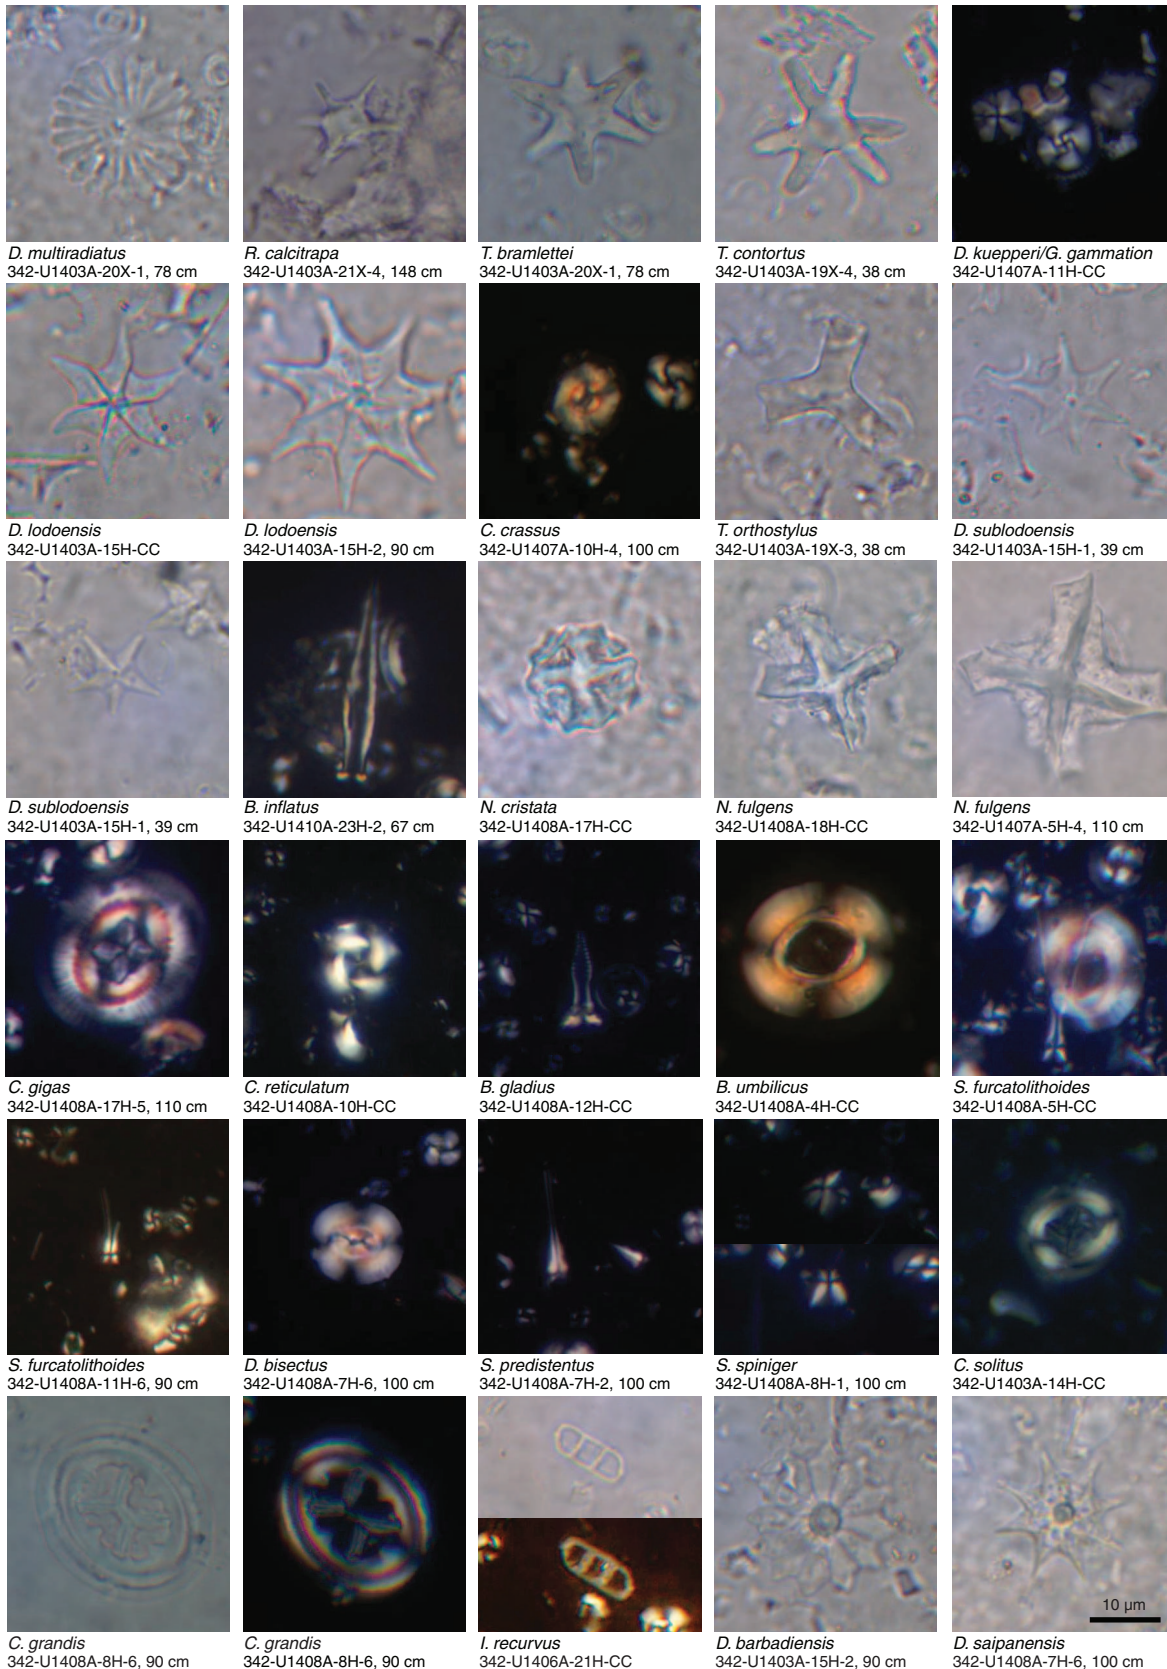 D. multiradiatus
342-U1403A-20X-1, 78 cm
R. calcitrapa
342-U1403A-21X-4, 148 cm
T. bramlettei
342-U1403A-20X-1, 78 cm
T. contortus
342-U1403A-19X-4, 38 cm
D. kuepperi/G. gammation
342-U1407A-11H-CC
D. lodoensis
342-U1403A-15H-CC
D. lodoensis
342-U1403A-15H-2, 90 cm
C. crassus
342-U1407A-10H-4, 100 cm
T. orthostylus
342-U1403A-19X-3, 38 cm
D. sublodoensis
342-U1403A-15H-1, 39 cm
D. sublodoensis
342-U1403A-15H-1, 39 cm
B. inflatus
342-U1410A-23H-2, 67 cm
N. cristata
342-U1408A-17H-CC
N. fulgens
342-U1408A-18H-CC
N. fulgens
342-U1407A-5H-4, 110 cm
C. gigas
342-U1408A-17H-5, 110 cm
C. reticulatum
342-U1408A-10H-CC
B. gladius
342-U1408A-12H-CC
B. umbilicus
342-U1408A-4H-CC
S. furcatolithoides
342-U1408A-5H-CC
S. furcatolithoides
342-U1408A-11H-6, 90 cm
D. bisectus
342-U1408A-7H-6, 100 cm
S. predistentus
342-U1408A-7H-2, 100 cm
S. spiniger
342-U1408A-8H-1, 100 cm
C. solitus
342-U1403A-14H-CC
C. grandis
342-U1408A-8H-6, 90 cm
C. grandis
342-U1408A-8H-6, 90 cm
I. recurvus
342-U1406A-21H-CC
D. barbadiensis
342-U1403A-15H-2, 90 cm
10 µm
D. saipanensis
342-U1408A-7H-6, 100 cm